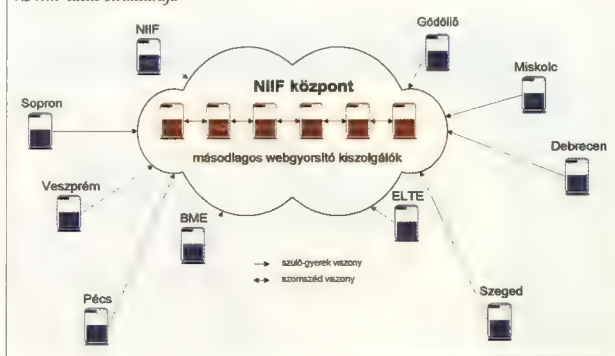 NIIF
Gödöllő
Miskolc
Sopron
NIIF központ
másodlagos webgyorsító kiszolgálók
Debrecen
Veszprém
BME
ELTE
szülő-gyerek viszony
szomszéd viszony
Pécs
Szeged